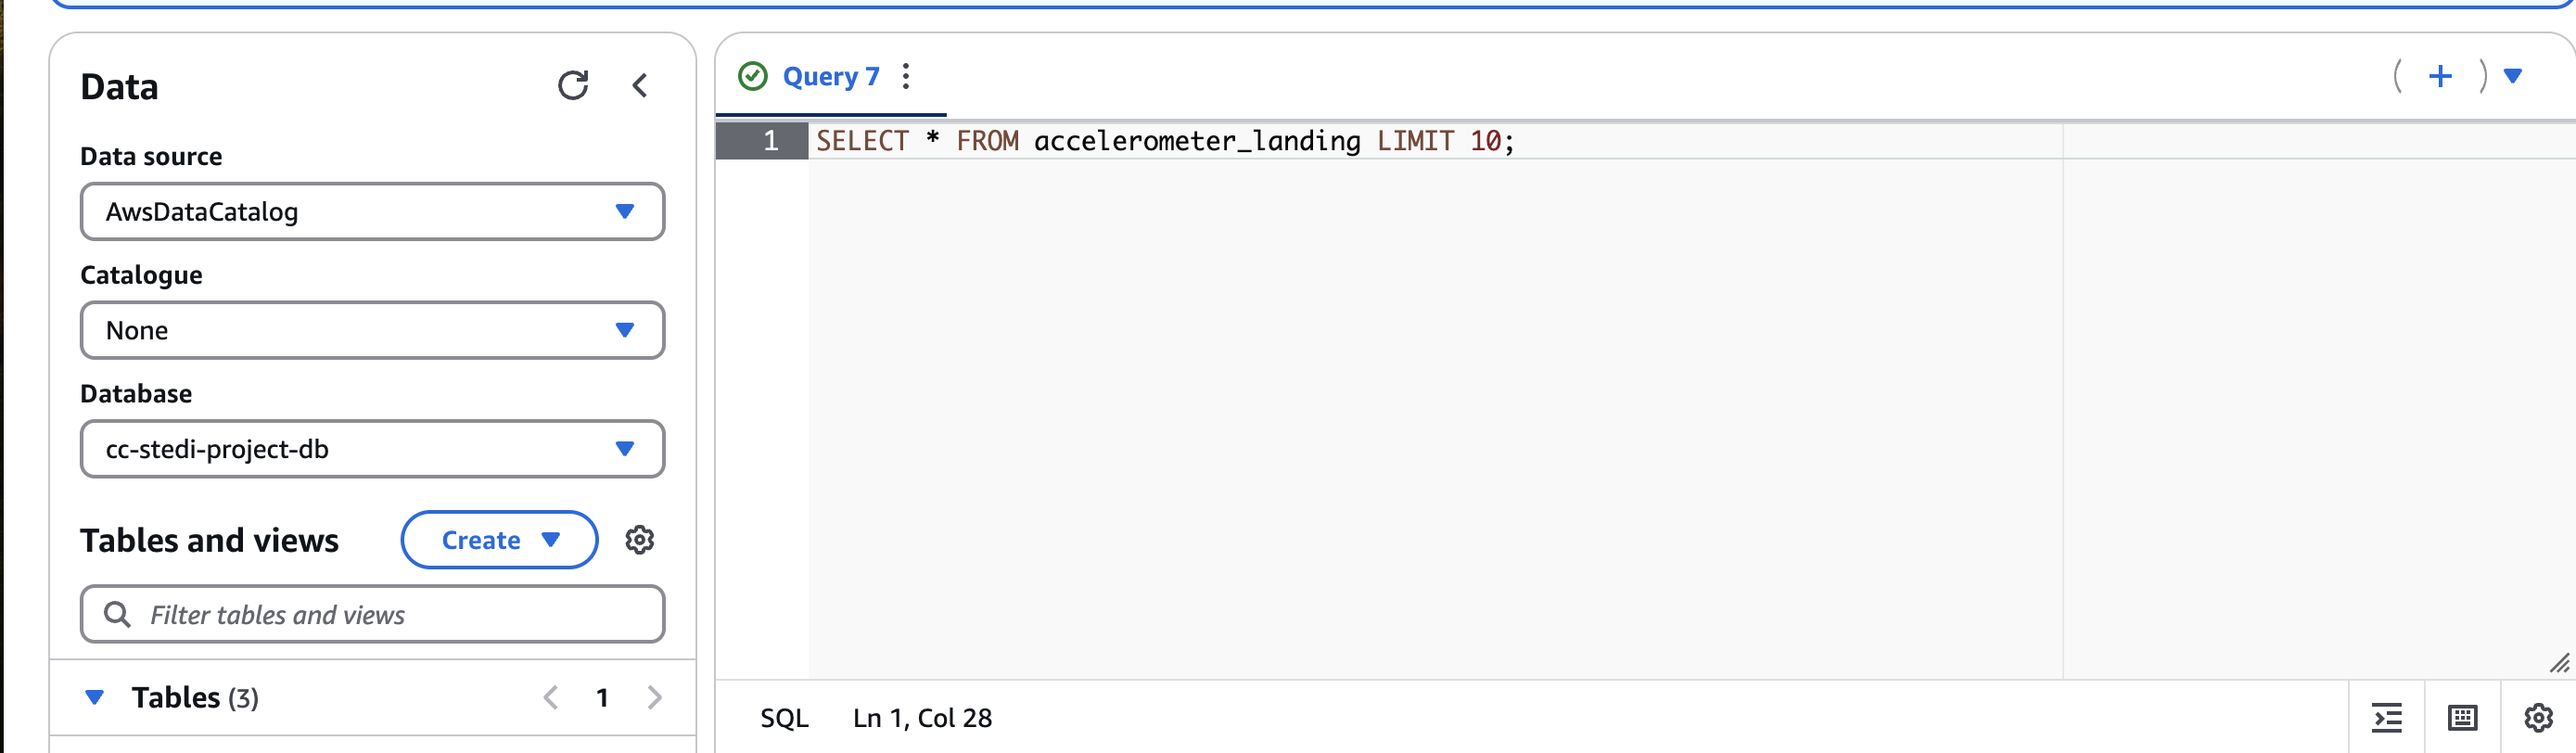 Data
Data source
AwsDataCatalog
Catalogue
None
Database
cc-stedi-project-db
Tables and views
Create
Filter tables and views
Tables (3)
1
Query 7
1 SELECT * FROM accelerometer_landing LIMIT 10;
SQL Ln 1, Col 28